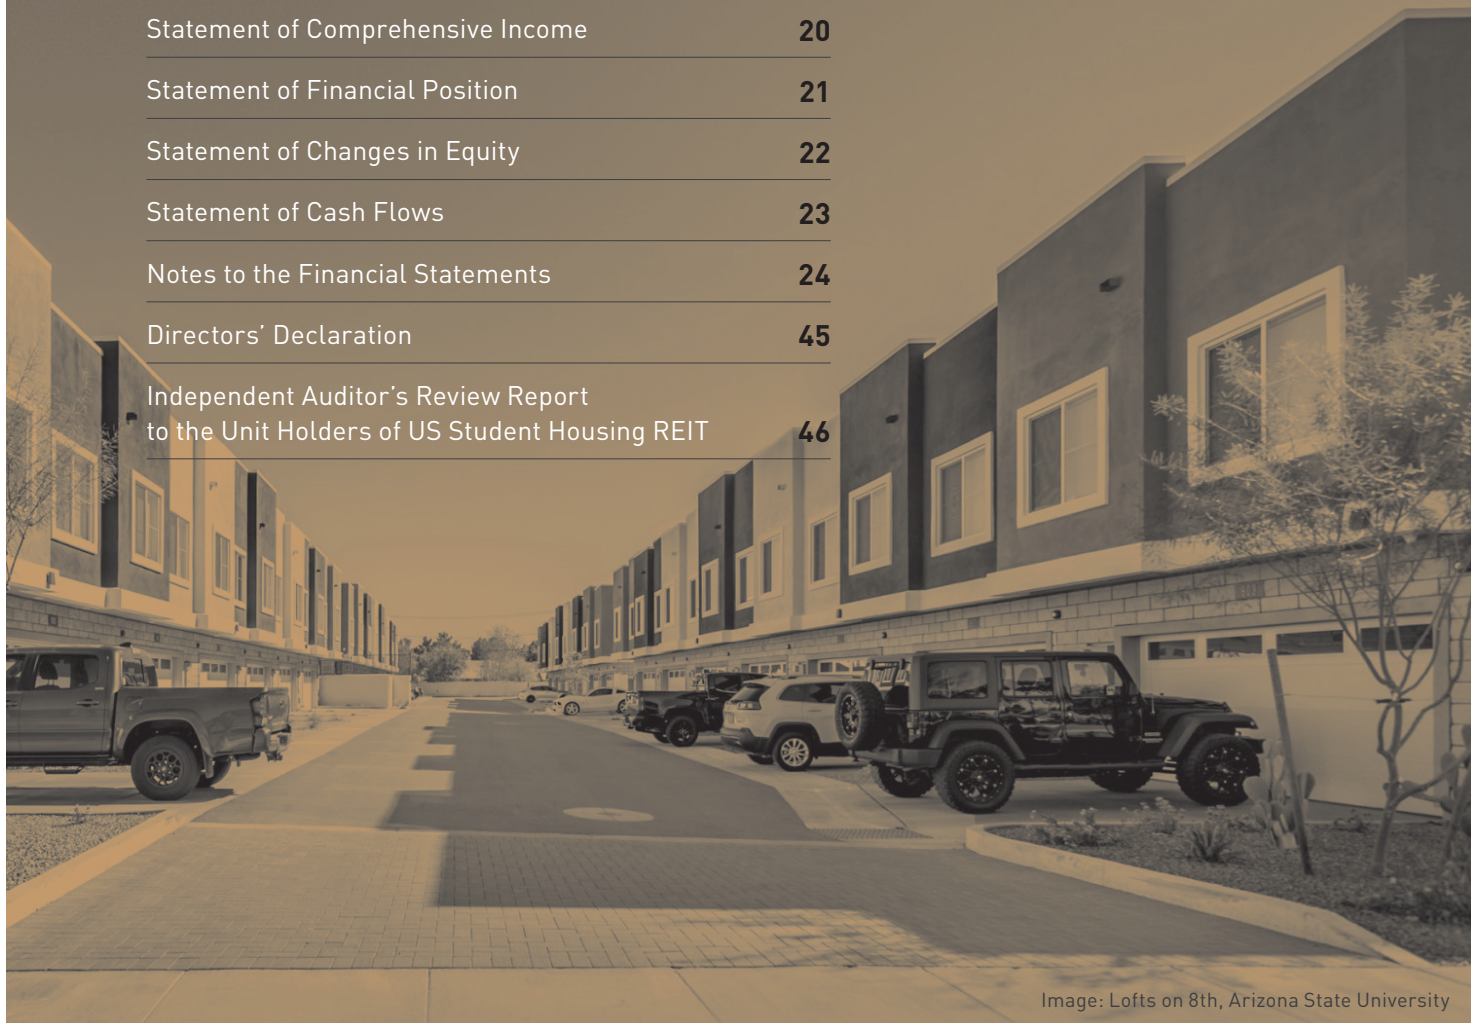 Statement of Comprehensive Income 20
Statement of Financial Position 21
Statement of Changes in Equity 22
Statement of Cash Flows 23
Notes to the Financial Statements 24
Directors’ Declaration 45
Independent Auditor’s Review Report
to the Unit Holders of US Student Housing REIT 46
Image: Lofts on 8th, Arizona State University